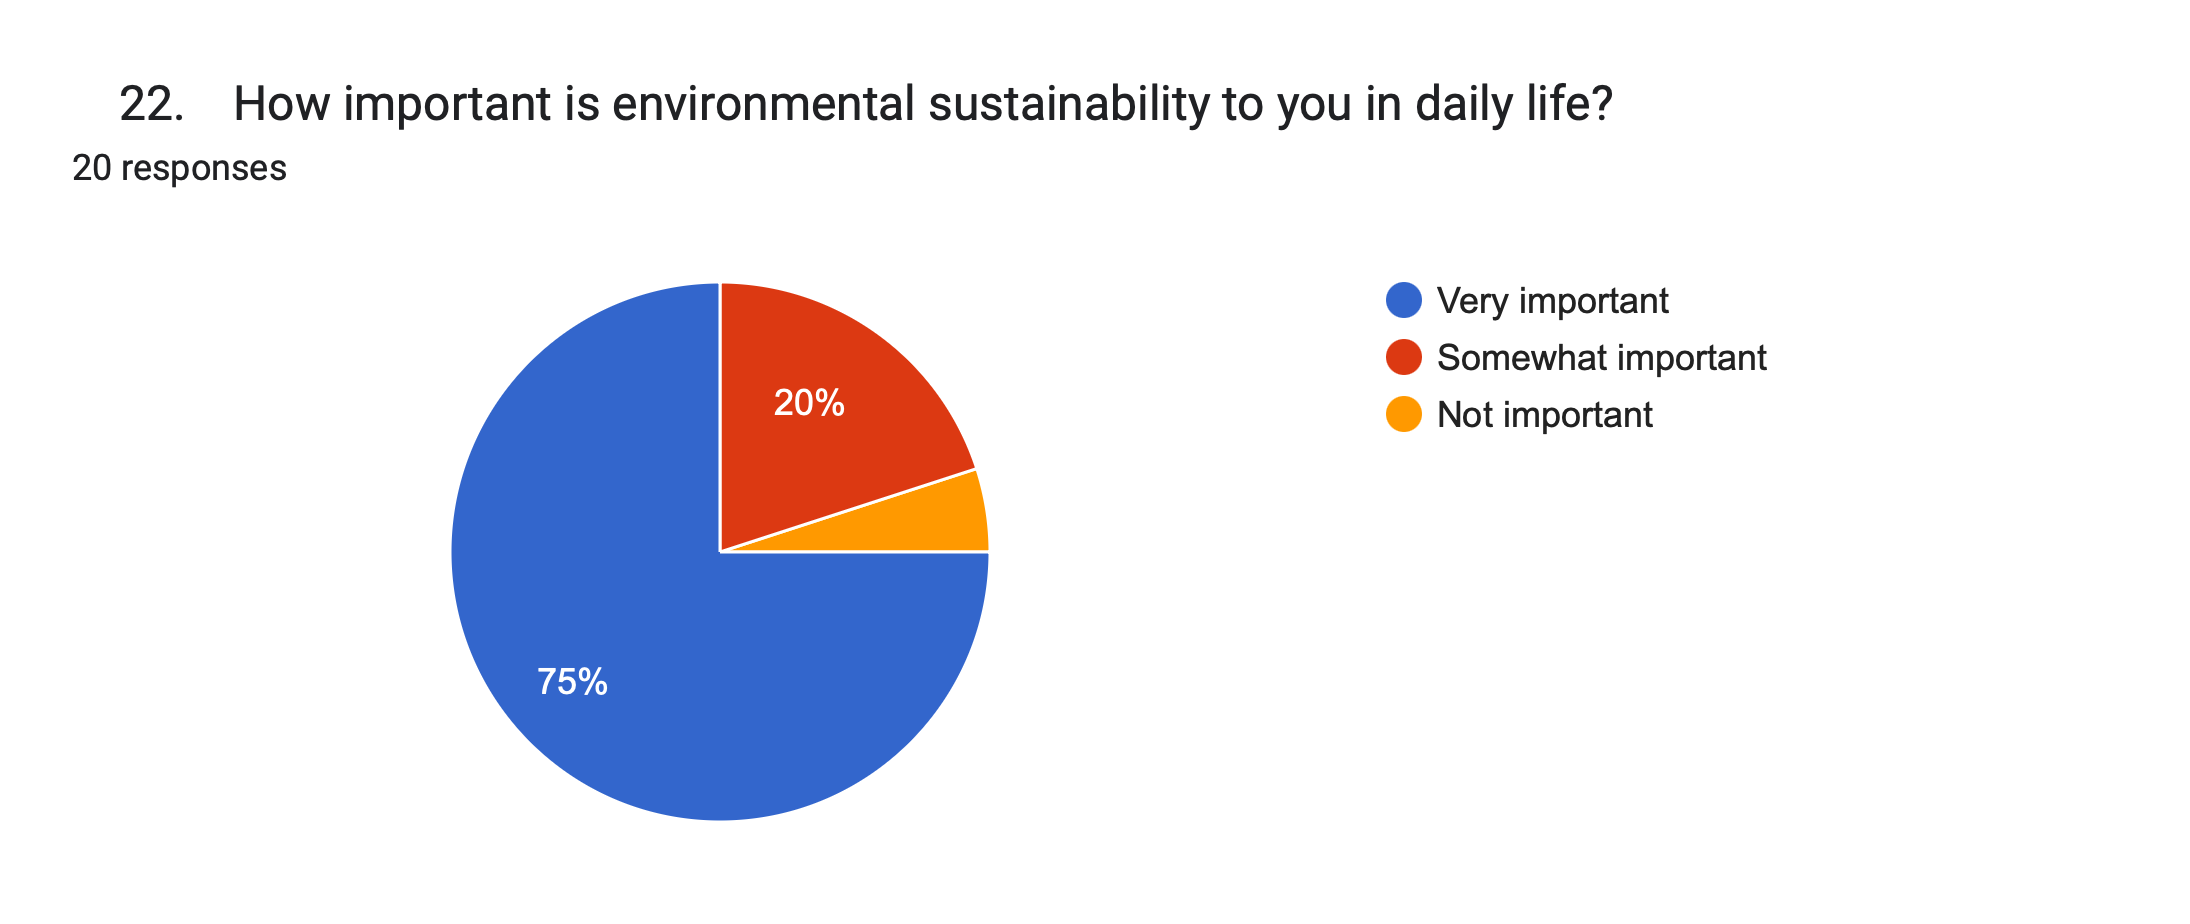 22. How important is environmental sustainability to you in daily life?
20 responses
Very important
Somewhat important
Not important
20%
75%